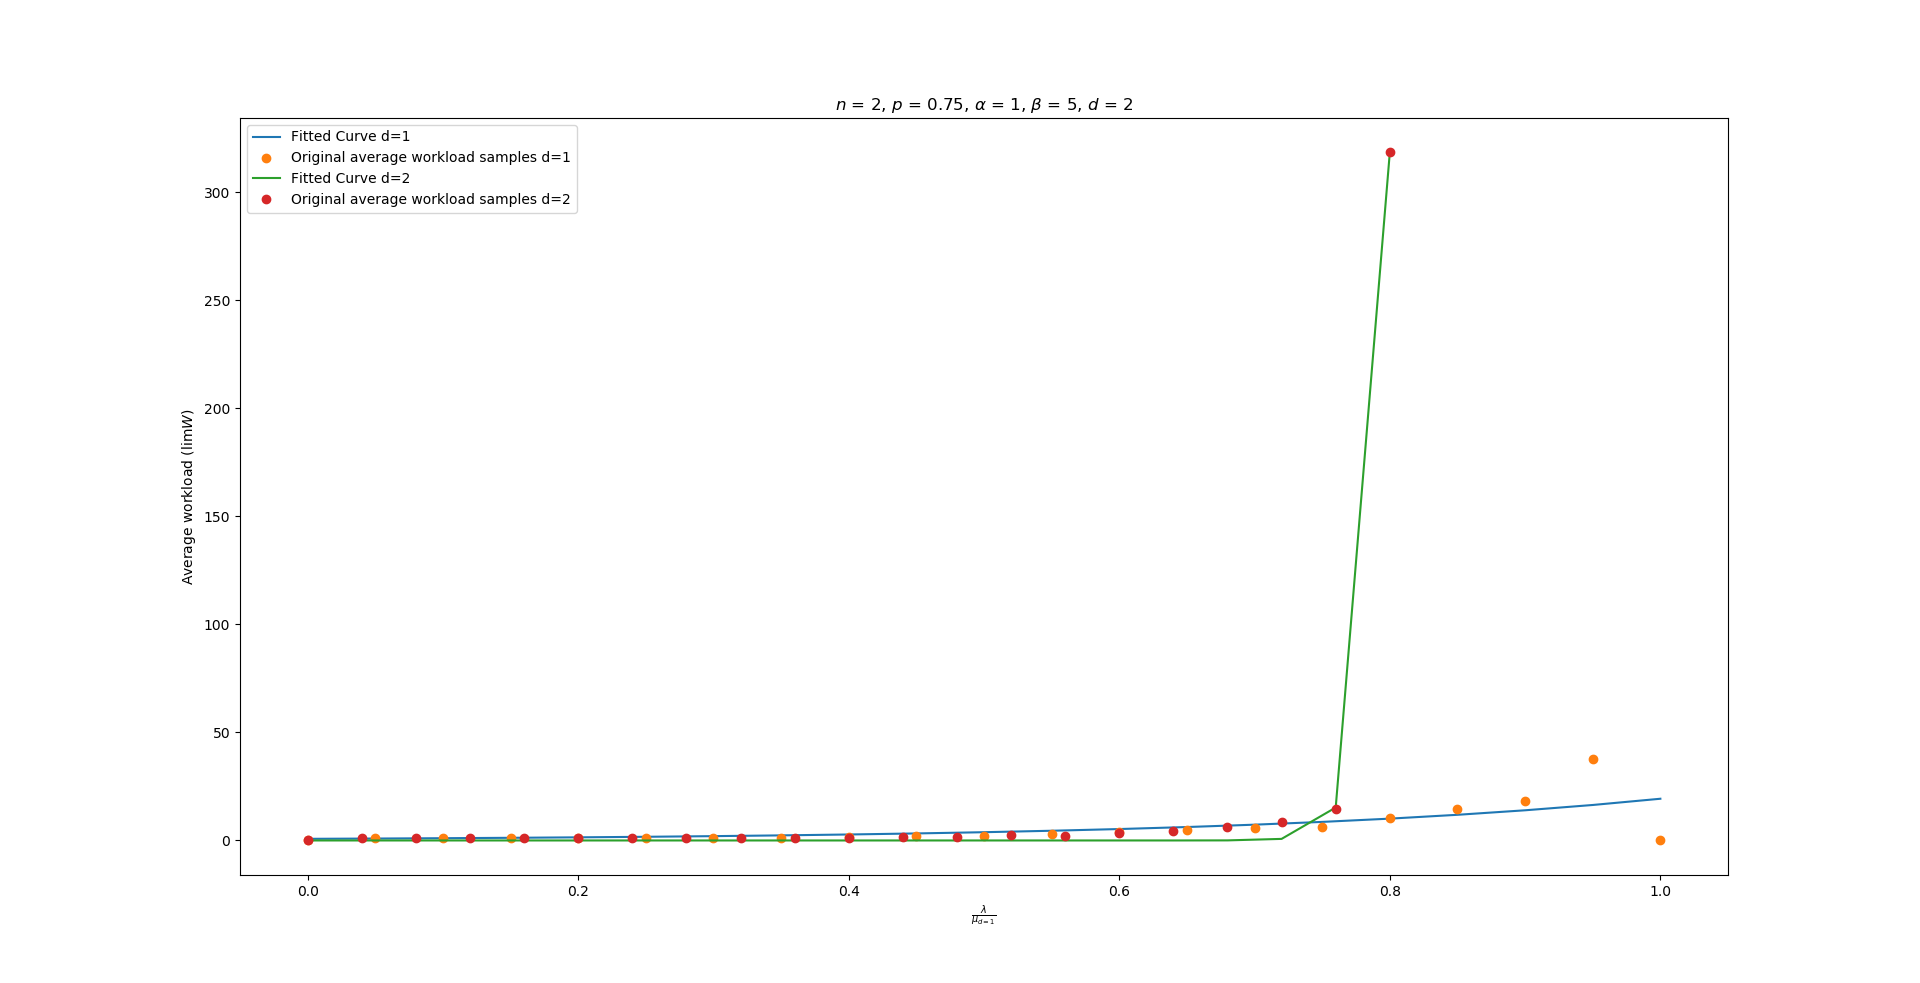 n = 2, p = 0.75, α = 1, β = 5, d = 2
Fitted Curve d=1
Original average workload samples d=1
Fitted Curve d=2
Original average workload samples d=2
300
250
200
150
100
50
0
Average workload (limW)
0.0 0.2 0.4 0.6 0.8 1.0
λ
μd=1